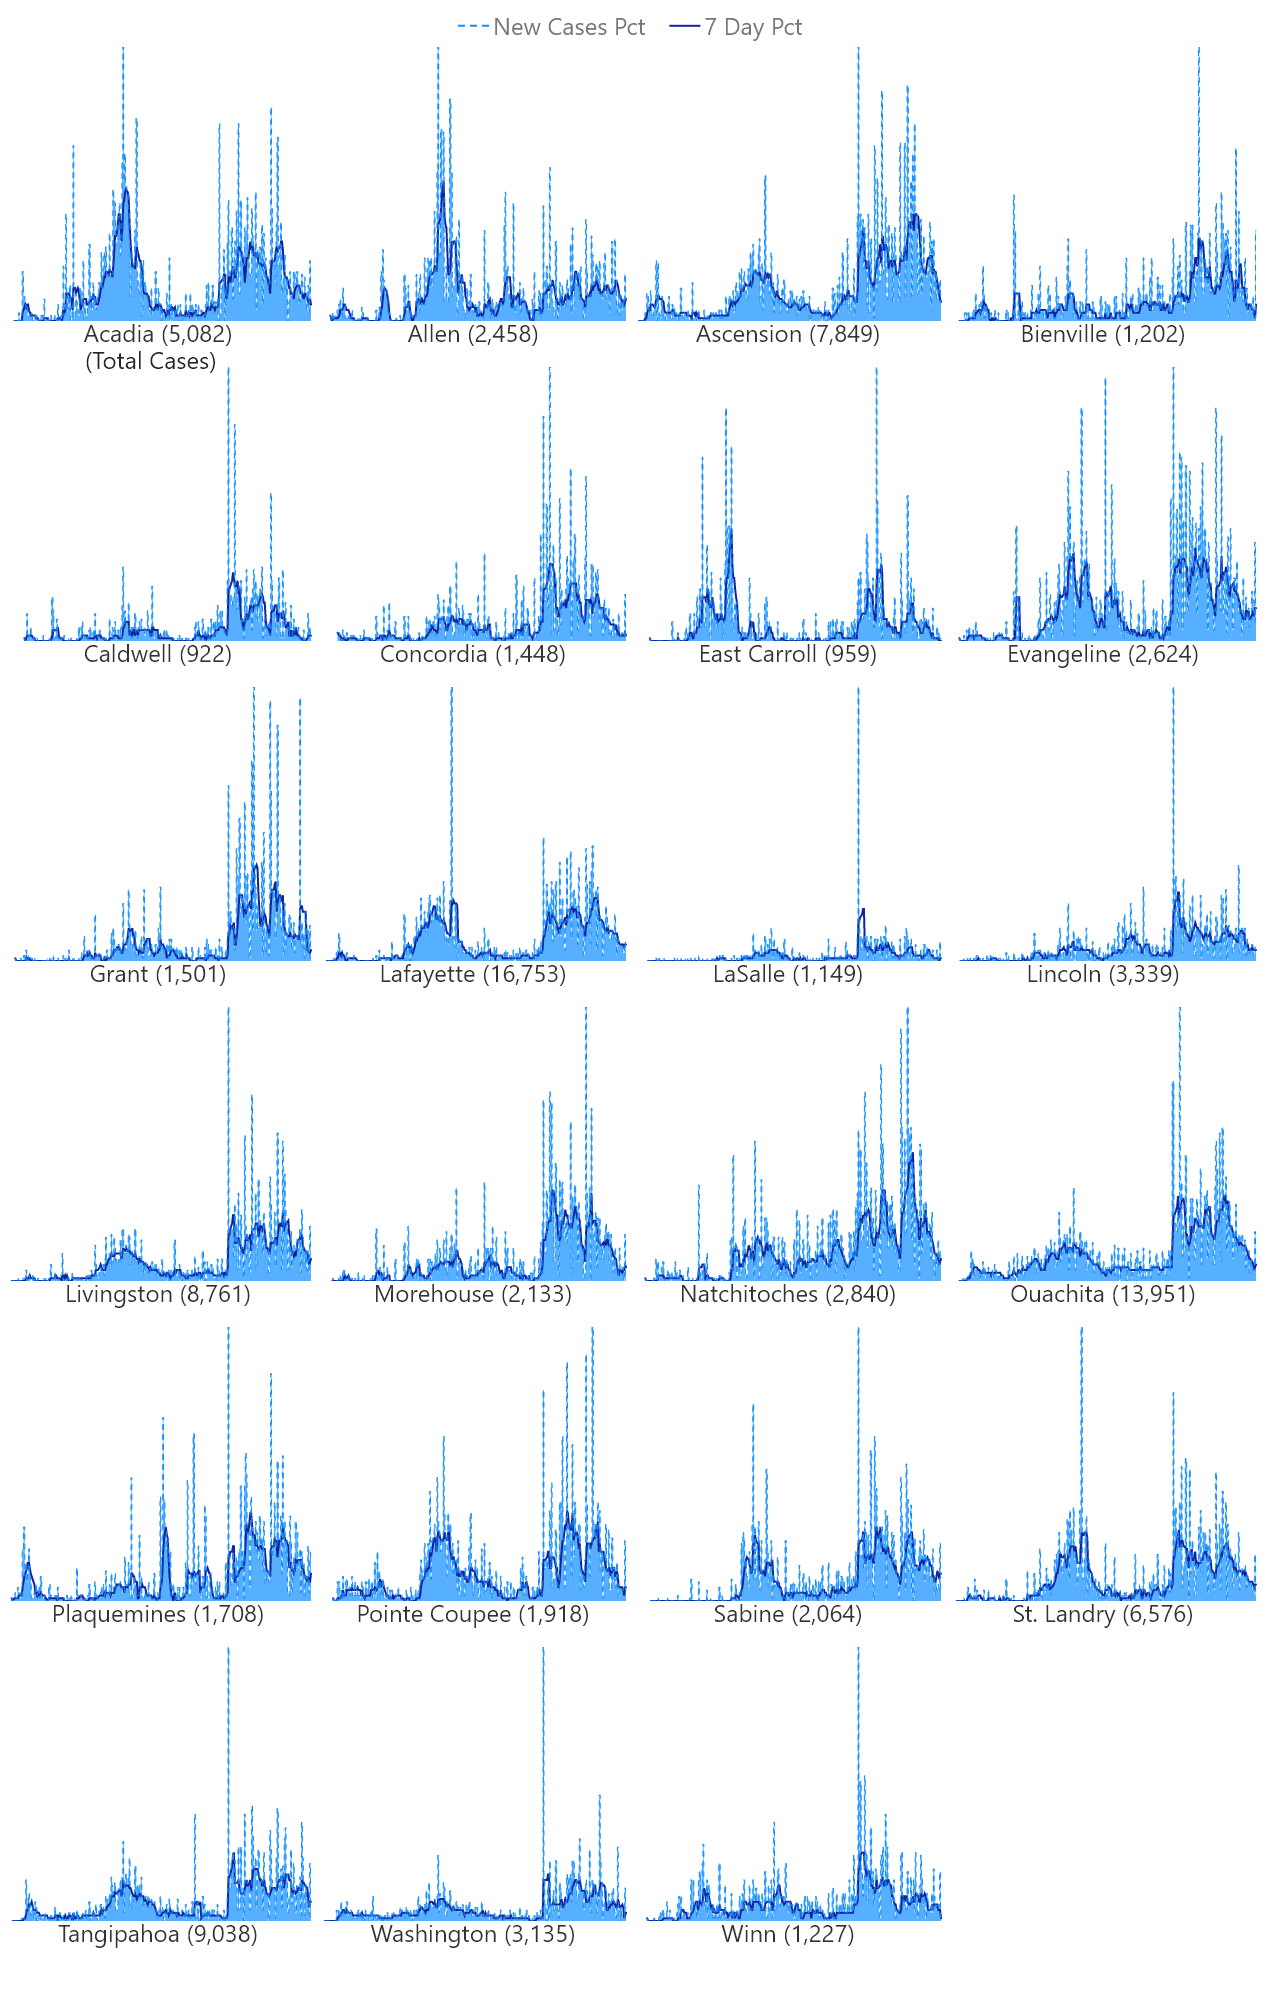 New Cases Pct 7 Day Pct
Acadia (5,082)
(Total Cases)
Allen (2,458)
Ascension (7,849)
Bienville (1,202)
Caldwell (922)
Concordia (1,448)
East Carroll (959)
Evangeline (2,624)
Grant (1,501)
Lafayette (16,753)
LaSalle (1,149)
Lincoln (3,339)
Livingston (8,761)
Morehouse (2,133)
Natchitoches (2,840)
Ouachita (13,951)
Plaquemines (1,708)
Pointe Coupee (1,918)
Sabine (2,064)
St. Landry (6,576)
Tangipahoa (9,038)
Washington (3,135)
Winn (1,227)